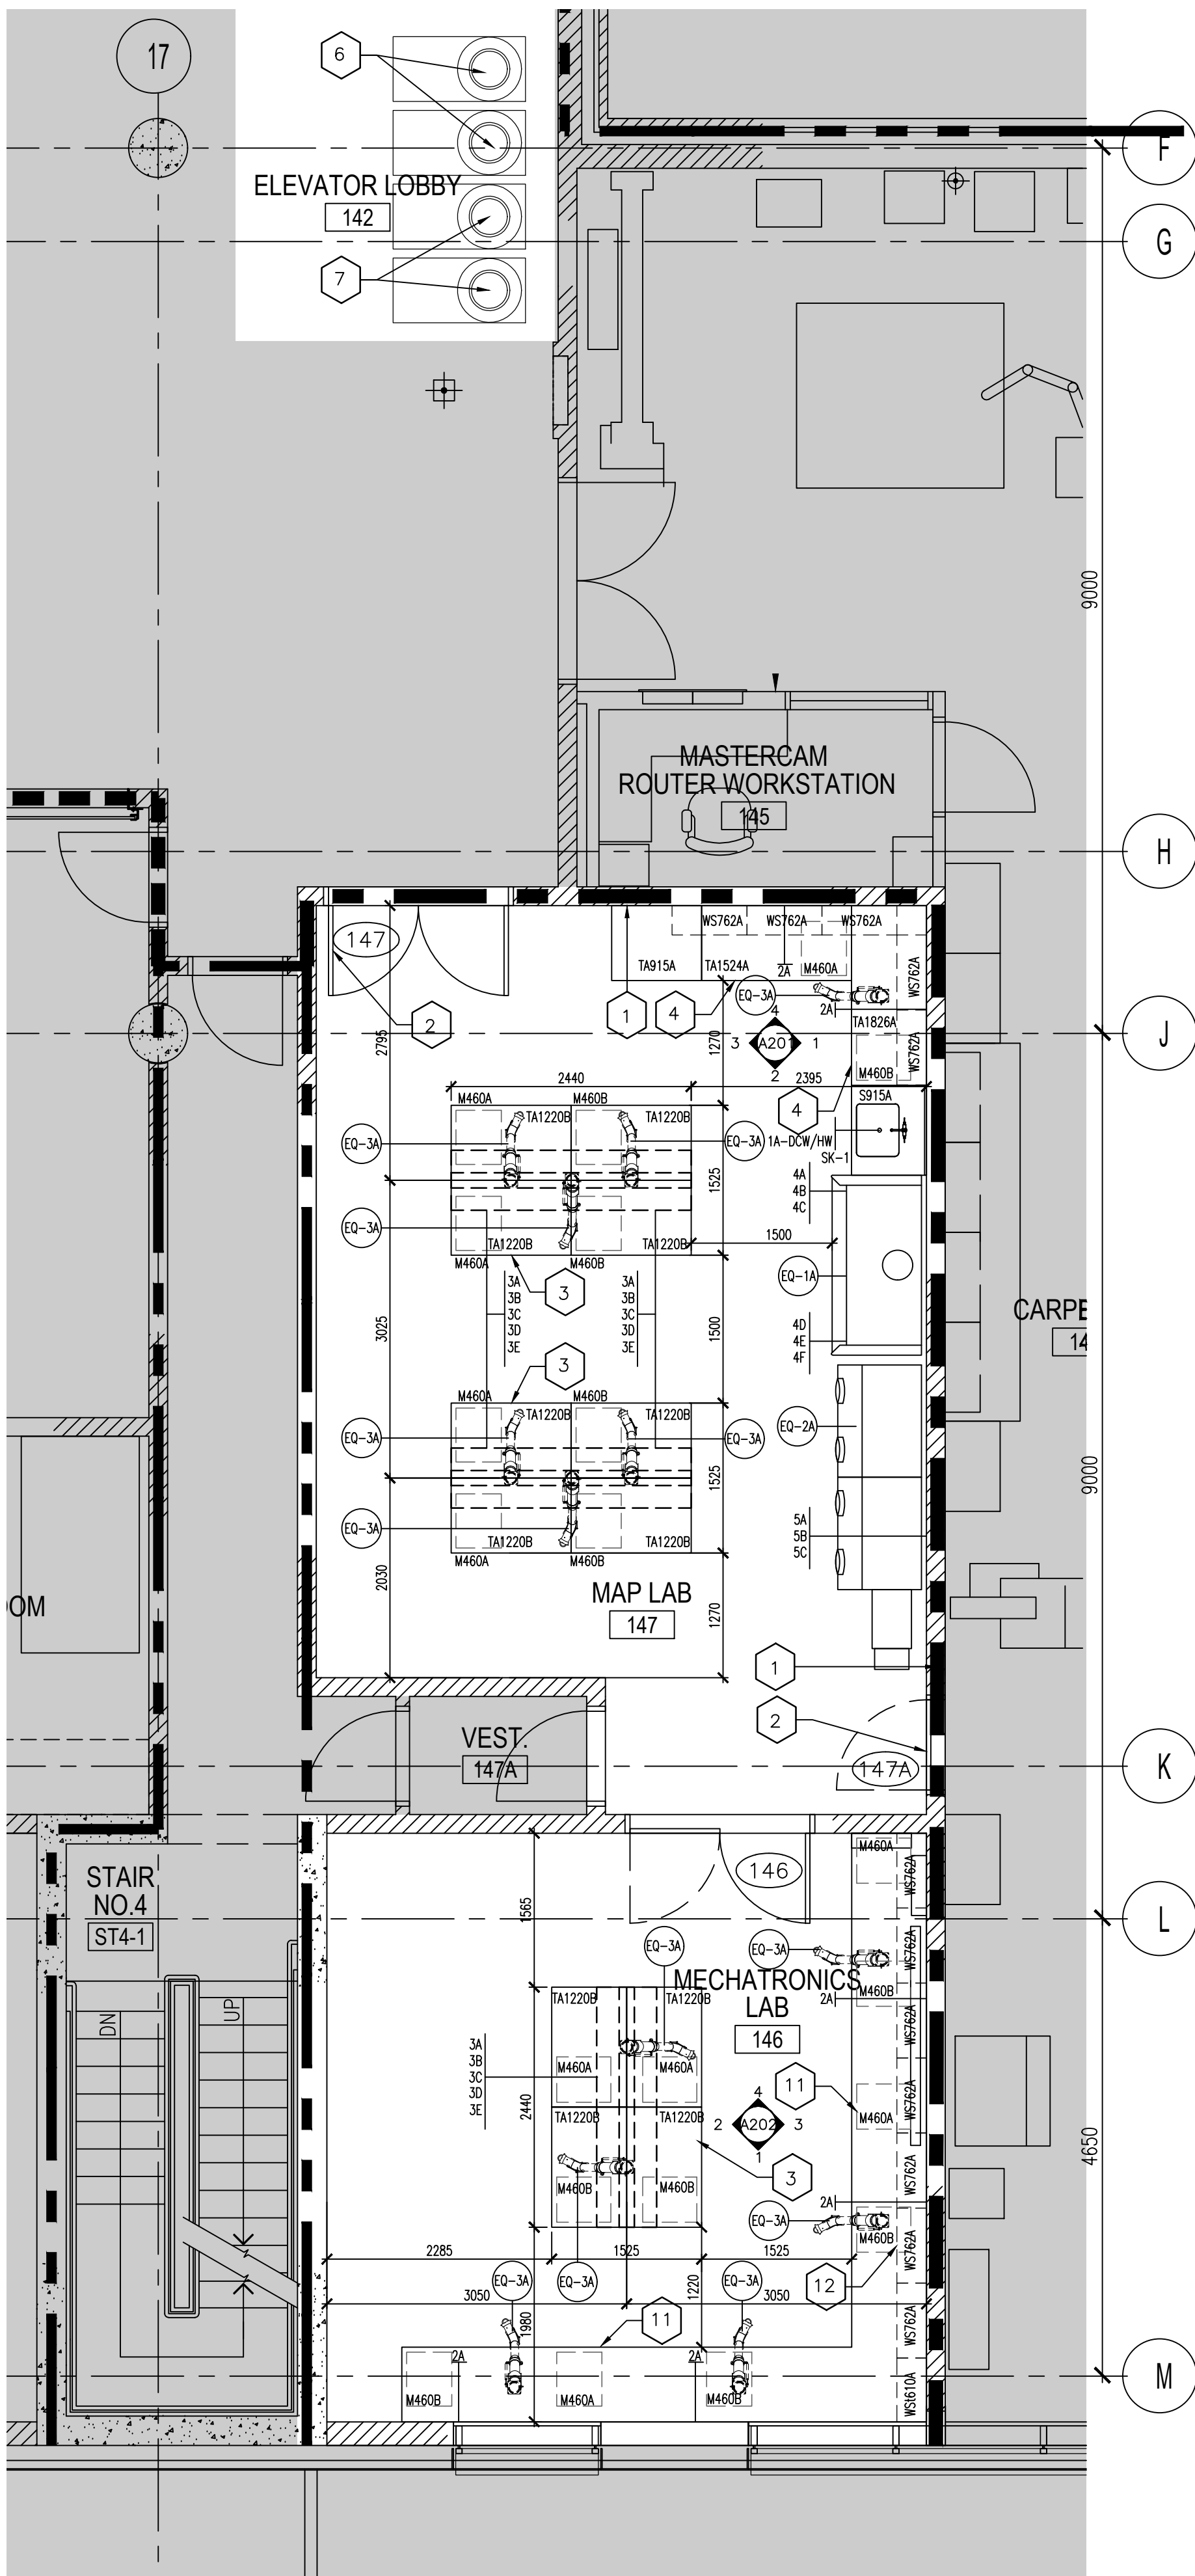 17
6
F
ELEVATOR LOBBY
142
G
7
9000
MASTERCAM
ROUTER WORKSTATION
145
H
147
WS762A
WS762A
WS762A
TA915A
TA1524A
2A
M460A
WS762A
EQ-3A
2
1
4
2A
TA1826A
J
2795
1270
4
3
A201
1
2
WS762A
M460B
2440
2395
M460A
M460B
4
S915A
TA1220B
TA1220B
EQ-3A
EQ-3A
1A-DCW/HW
SK-1
1525
4A
4B
4C
EQ-3A
1500
TA1220B
TA1220B
M460A
M460B
EQ-1A
3
3A
3B
3C
3D
3E
3A
3B
3C
3D
3E
CARPE
14
3025
1500
4D
4E
4F
3
M460A
M460B
TA1220B
TA1220B
EQ-3A
EQ-3A
EQ-2A
9000
1525
EQ-3A
5A
5B
5C
TA1220B
TA1220B
M460A
M460B
2030
1270
OOM
MAP LAB
147
1
2
VEST.
147A
147A
K
STAIR
NO.4
ST4-1
146
M460A
WS762A
1565
L
EQ-3A
EQ-3A
WS762A
MECHATRONICS
LAB
146
TA1220B
TA1220B
M460B
2A
DN
UP
WS762A
3A
3B
3C
3D
3E
M460A
M460A
11
WS762A
2440
TA1220B
TA1220B
M460A
4
2
A202
3
1
4650
3
M460B
M460B
WS762A
2A
EQ-3A
M460B
WS762A
2285
1525
1525
EQ-3A
EQ-3A
EQ-3A
12
3050
1220
3050
1980
11
WS762A
2A
2A
M
M460B
M460A
M460B
WS610A